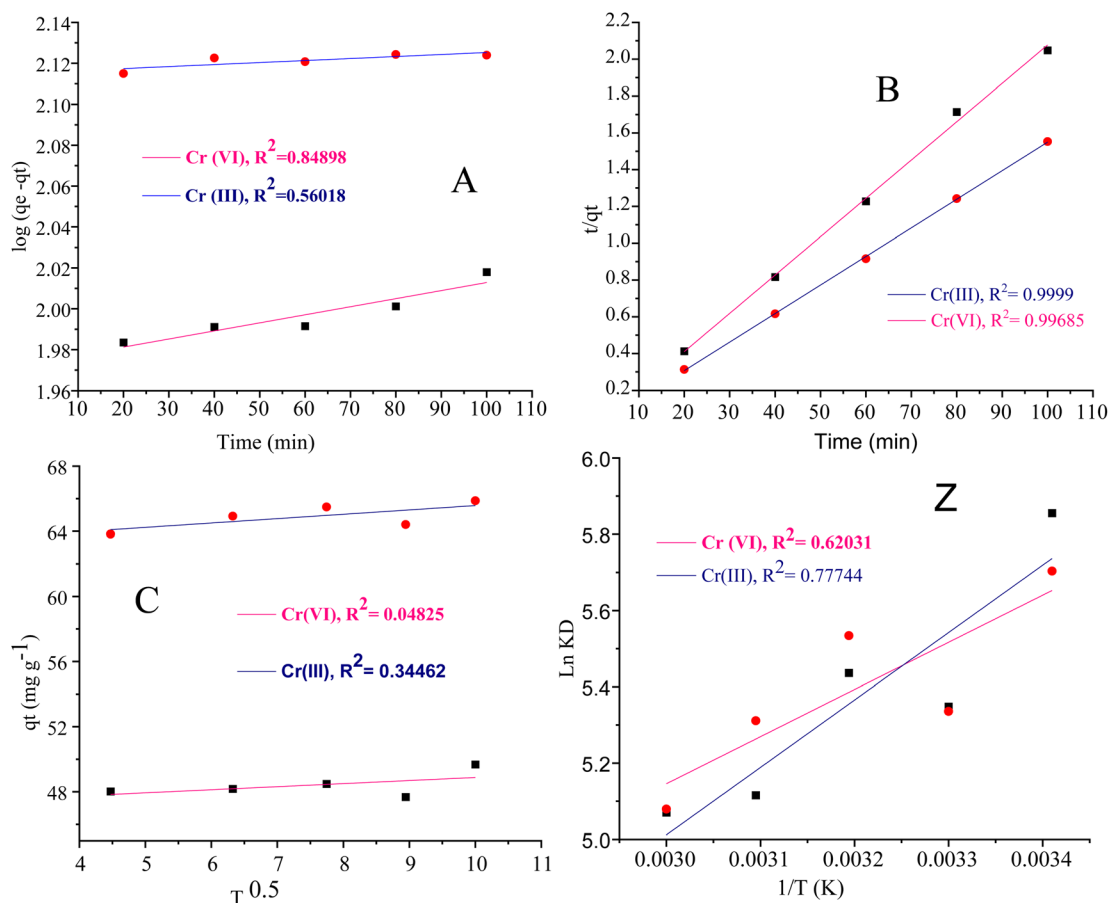 2.14
2.12
2.10
2.08
2.06
2.04
2.02
2.00
1.98
1.96
log (qe -qt)
Cr (VI), R2=0.84898
Cr (III), R2=0.56018
A
10 20 30 40 50 60 70 80 90 100 110
Time (min)
2.2
2.0
1.8
1.6
1.4
1.2
1.0
0.8
0.6
0.4
0.2
t/qt
B
Cr(III), R2= 0.9999
Cr(VI), R2= 0.99685
20 40 60 80 100
Time (min)
68
64
60
56
52
48
qt (mg g-1)
C
Cr(VI), R2= 0.04825
Cr(III), R2= 0.34462
4 5 6 7 8 9 10 11
T 0.5
6.0
5.8
5.6
5.4
5.2
5.0
Ln KD
Z
Cr (VI), R2= 0.62031
Cr(III), R2= 0.77744
0.0030 0.0031 0.0032 0.0033 0.0034
1/T (K)